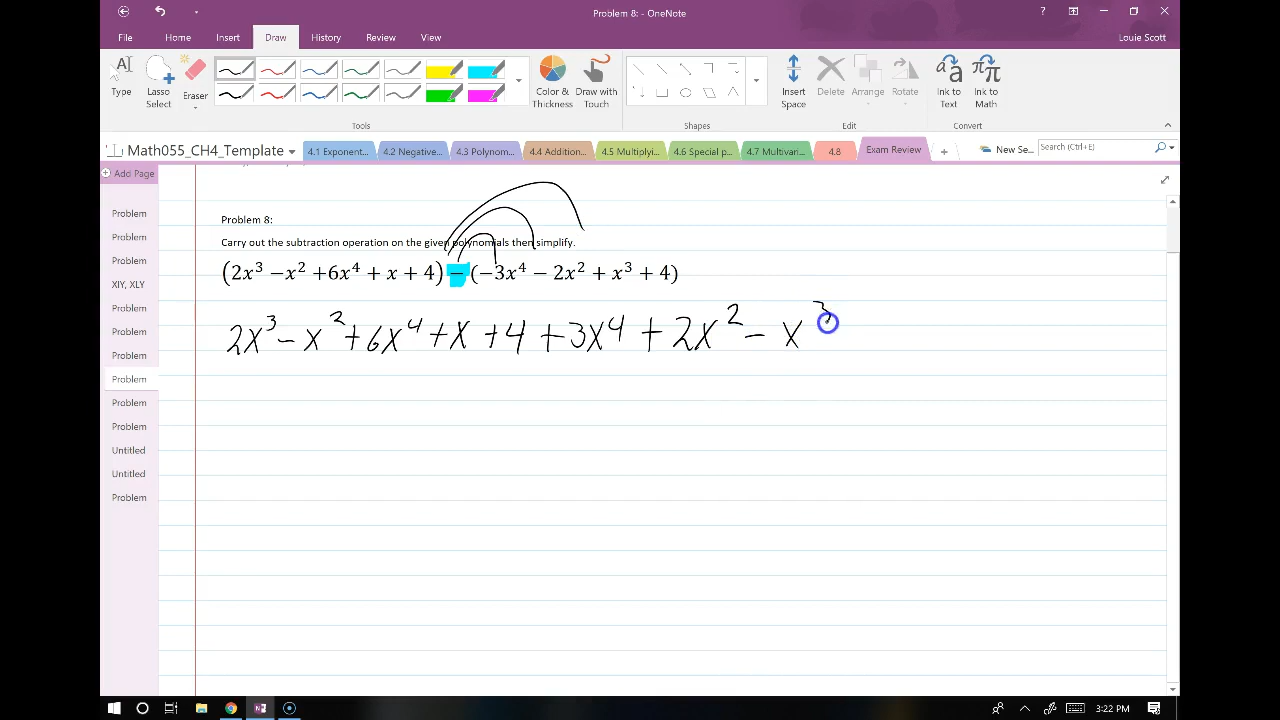 Problem 8: - OneNote
?
File Home Insert Draw History Review View Louie Scott
Type Lasso Select Eraser Color & Thickness Draw with Touch Insert Space Delete Arrange Rotate Ink to Text Ink to Math
Tools Shapes Edit Convert
Math055_CH4_Template 4.1 Exponent... 4.2 Negative... 4.3 Polynom... 4.4 Addition... 4.5 Multiplyi... 4.6 Special p... 4.7 Multivari... 4.8 Exam Review + New Se... Search (Ctrl+E)
Add Page
Problem
Problem
Problem
XIY, XLY
Problem
Problem
Problem
Problem
Problem
Problem
Untitled
Untitled
Problem
Problem 8:
Carry out the subtraction operation on the given polynomials then simplify.
(2x³ −x² +6x⁴ + x + 4) − (−3x⁴ − 2x² + x³ + 4)
2x³ − x² + 6x⁴ + x + 4 + 3x⁴ + 2x² − x³
3:22 PM